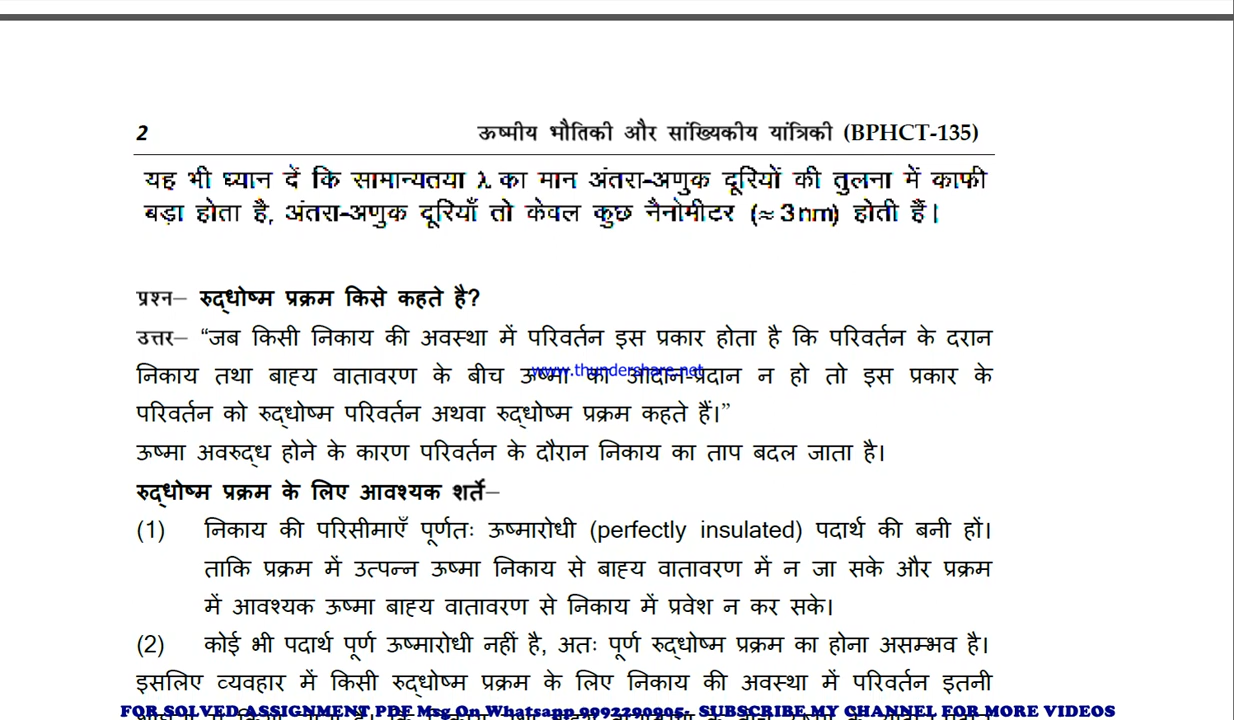 2 ऊष्मीय भौतिकी और सांख्यिकीय यांत्रिकी (BPHCT-135)
यह भी ध्यान दें कि सामान्यतया λ का मान अंतरा-अणुक दूरियों की तुलना में काफी
बड़ा होता है, अंतरा-अणुक दूरियाँ तो केवल कुछ नैनोमीटर (≈3nm) होती हैं।
प्रश्न– रुद्धोष्म प्रक्रम किसे कहते है?
उत्तर– “जब किसी निकाय की अवस्था में परिवर्तन इस प्रकार होता है कि परिवर्तन के दरान
निकाय तथा बाह्य वातावरण के बीच ऊष्मा का आदान-प्रदान न हो तो इस प्रकार के
www.thundershare.net
परिवर्तन को रुद्धोष्म परिवर्तन अथवा रुद्धोष्म प्रक्रम कहते हैं।”
ऊष्मा अवरुद्ध होने के कारण परिवर्तन के दौरान निकाय का ताप बदल जाता है।
रुद्धोष्म प्रक्रम के लिए आवश्यक शर्ते–
(1) निकाय की परिसीमाएँ पूर्णतः ऊष्मारोधी (perfectly insulated) पदार्थ की बनी हों।
ताकि प्रक्रम में उत्पन्न ऊष्मा निकाय से बाह्य वातावरण में न जा सके और प्रक्रम
में आवश्यक ऊष्मा बाह्य वातावरण से निकाय में प्रवेश न कर सके।
(2) कोई भी पदार्थ पूर्ण ऊष्मारोधी नहीं है, अतः पूर्ण रुद्धोष्म प्रक्रम का होना असम्भव है।
इसलिए व्यवहार में किसी रुद्धोष्म प्रक्रम के लिए निकाय की अवस्था में परिवर्तन इतनी
FOR SOLVED ASSIGNMENT PDF Msg On Whatsapp 9992290905- SUBSCRIBE MY CHANNEL FOR MORE VIDEOS